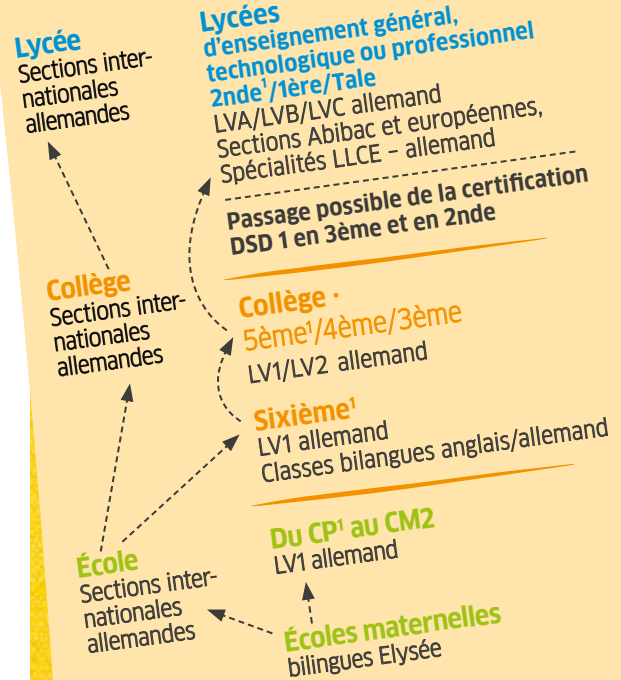 Lycée
Sections inter-
nationales
allemandes
Lycées
d'enseignement général,
technologique ou professionnel
2nde¹/1ère/Tale
LVA/LVB/LVC allemand
Sections Abibac et européennes,
Spécialités LLCE – allemand
Passage possible de la certification
DSD 1 en 3ème et en 2nde
Collège
Sections inter-
nationales
allemandes
Collège ·
5ème¹/4ème/3ème
LV1/LV2 allemand
Sixième¹
LV1 allemand
Classes bilangues anglais/allemand
École
Sections inter-
nationales
allemandes
Du CP¹ au CM2
LV1 allemand
Écoles maternelles
bilingues Elysée